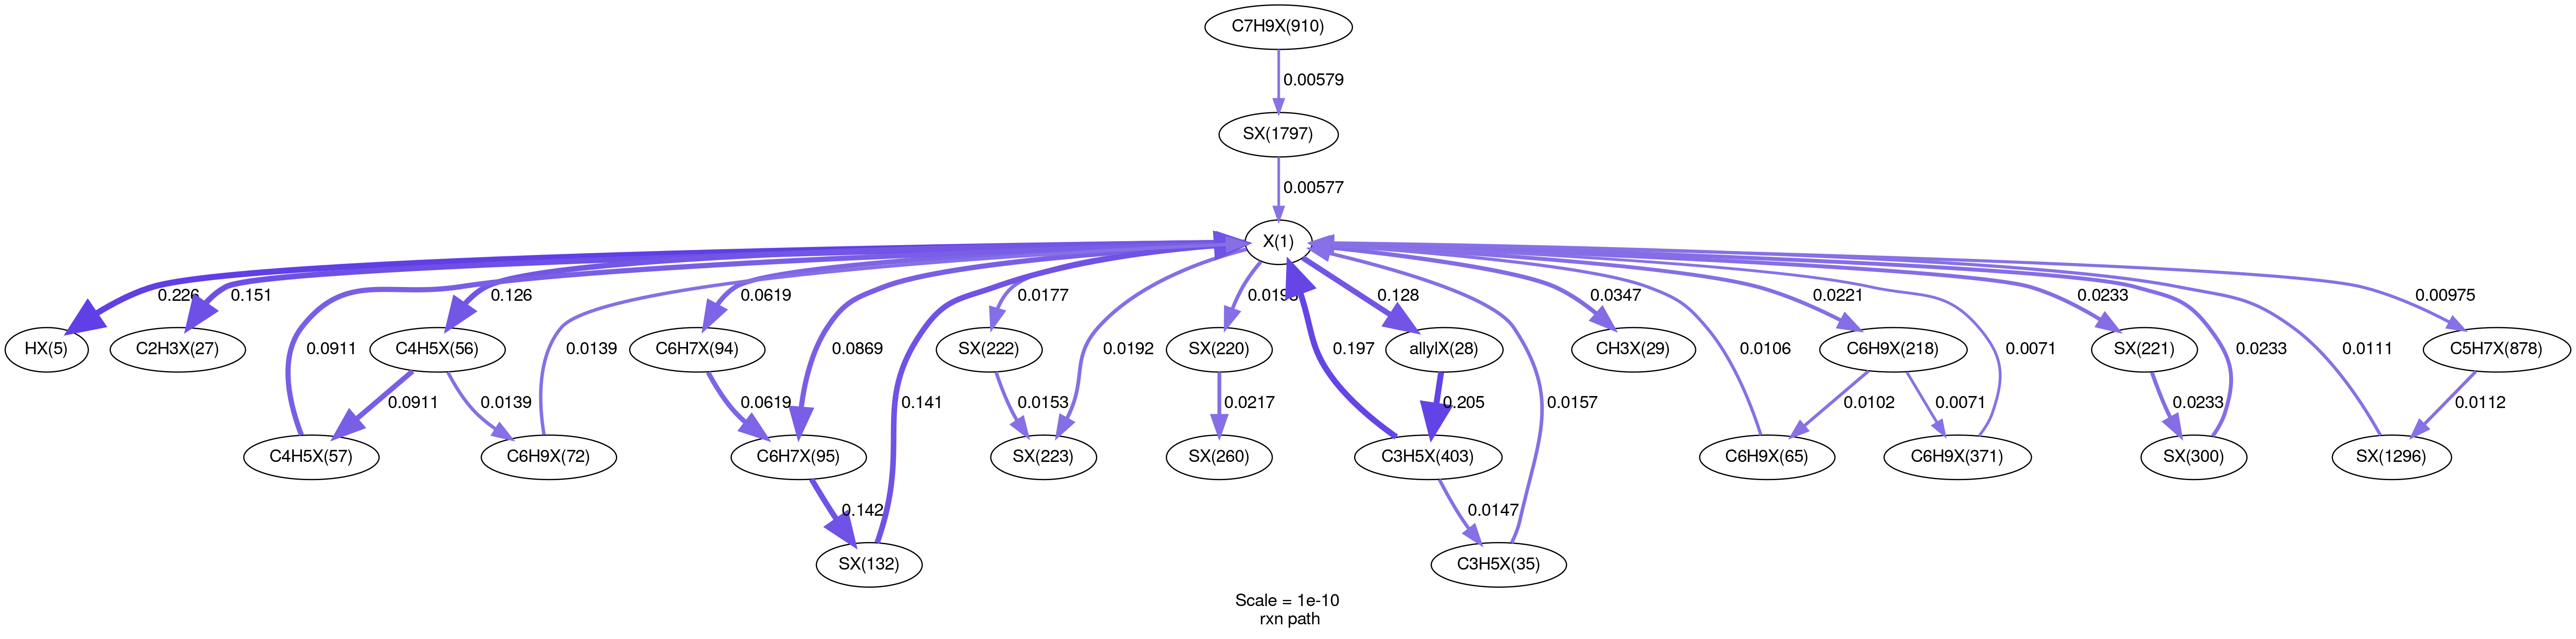 C7H9X(910)
0.00579
SX(1797)
0.00577
X(1)
0.226
0.151
0.126
0.0619
0.0177
0.128
0.0347
0.0221
0.0233
0.00975
HX(5)
C2H3X(27)
0.0911
C4H5X(56)
0.0139
C6H7X(94)
0.0869
SX(222)
0.0192
SX(220)
allylX(28)
0.197
CH3X(29)
0.0106
C6H9X(218)
0.0071
SX(221)
0.0233
0.0111
C5H7X(878)
0.0911
0.0139
0.0619
0.141
0.0153
0.0217
0.205
0.0157
0.0102
0.0071
0.0233
0.0112
C4H5X(57)
C6H9X(72)
C6H7X(95)
SX(223)
SX(260)
C3H5X(403)
C6H9X(65)
C6H9X(371)
SX(300)
SX(1296)
0.142
0.0147
SX(132)
C3H5X(35)
Scale = 1e-10
rxn path